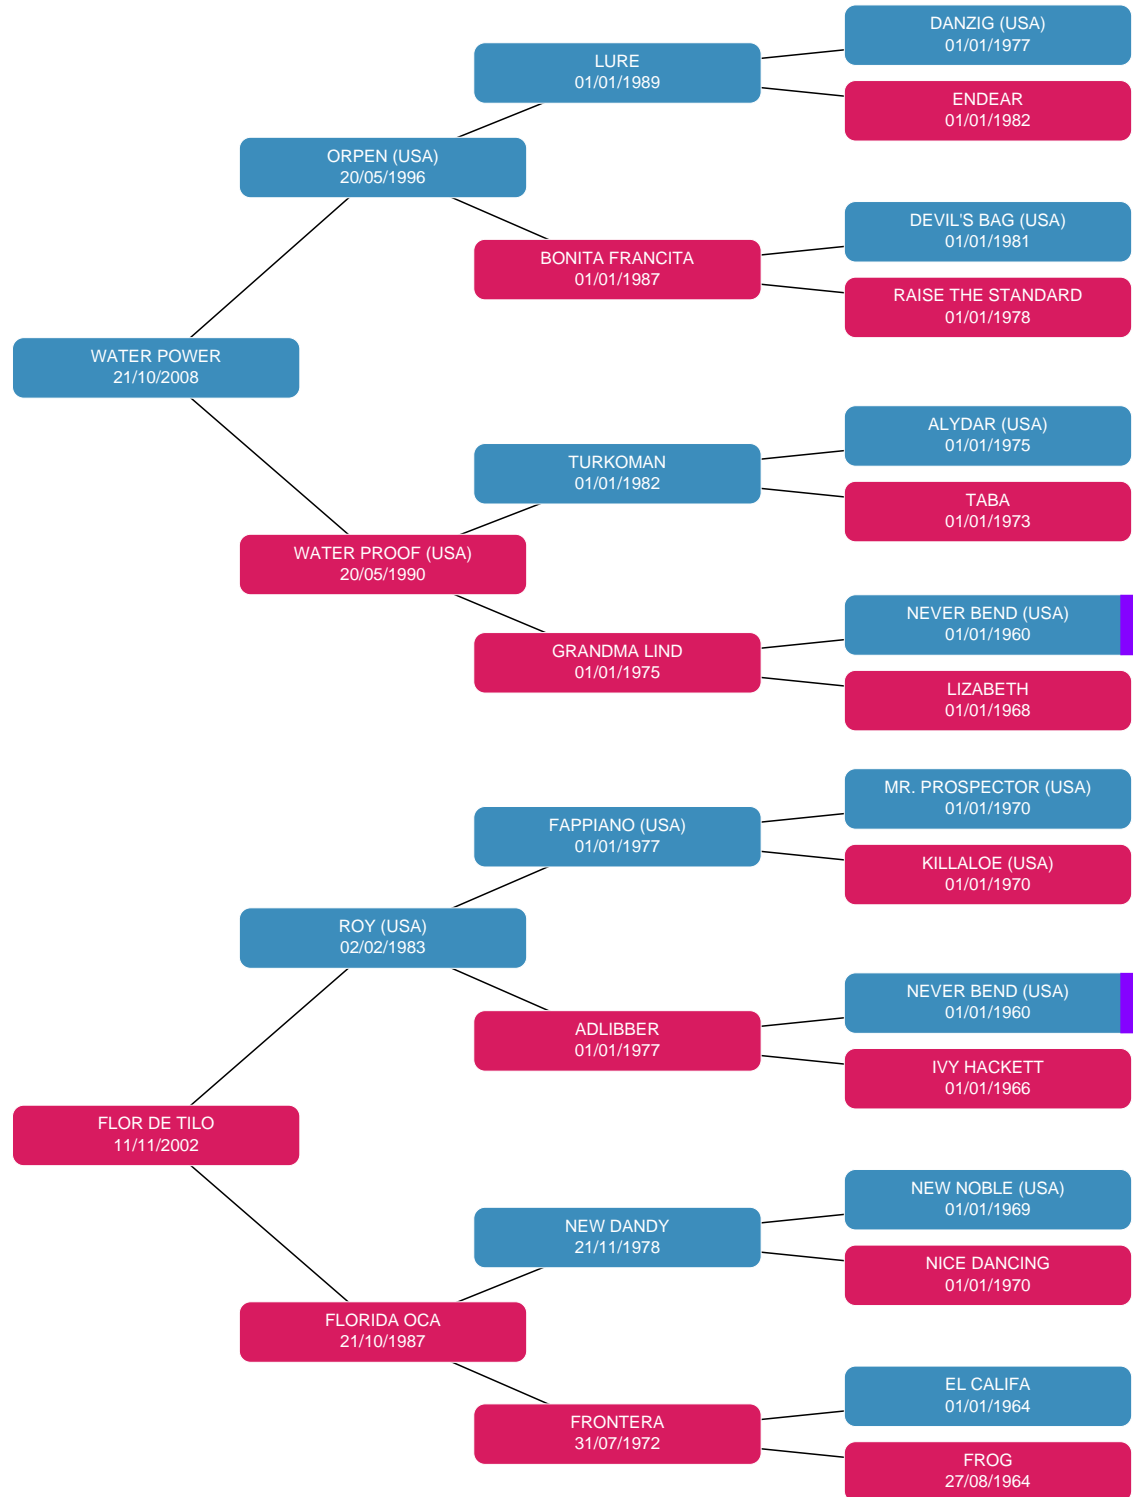 DANZIG (USA)
01/01/1977
LURE
01/01/1989
ENDEAR
01/01/1982
ORPEN (USA)
20/05/1996
DEVIL'S BAG (USA)
01/01/1981
BONITA FRANCITA
01/01/1987
RAISE THE STANDARD
01/01/1978
WATER POWER
21/10/2008
ALYDAR (USA)
01/01/1975
TURKOMAN
01/01/1982
TABA
01/01/1973
WATER PROOF (USA)
20/05/1990
NEVER BEND (USA)
01/01/1960
GRANDMA LIND
01/01/1975
LIZABETH
01/01/1968
MR. PROSPECTOR (USA)
01/01/1970
FAPPIANO (USA)
01/01/1977
KILLALOE (USA)
01/01/1970
ROY (USA)
02/02/1983
NEVER BEND (USA)
01/01/1960
ADLIBBER
01/01/1977
IVY HACKETT
01/01/1966
FLOR DE TILO
11/11/2002
NEW NOBLE (USA)
01/01/1969
NEW DANDY
21/11/1978
NICE DANCING
01/01/1970
FLORIDA OCA
21/10/1987
EL CALIFA
01/01/1964
FRONTERA
31/07/1972
FROG
27/08/1964